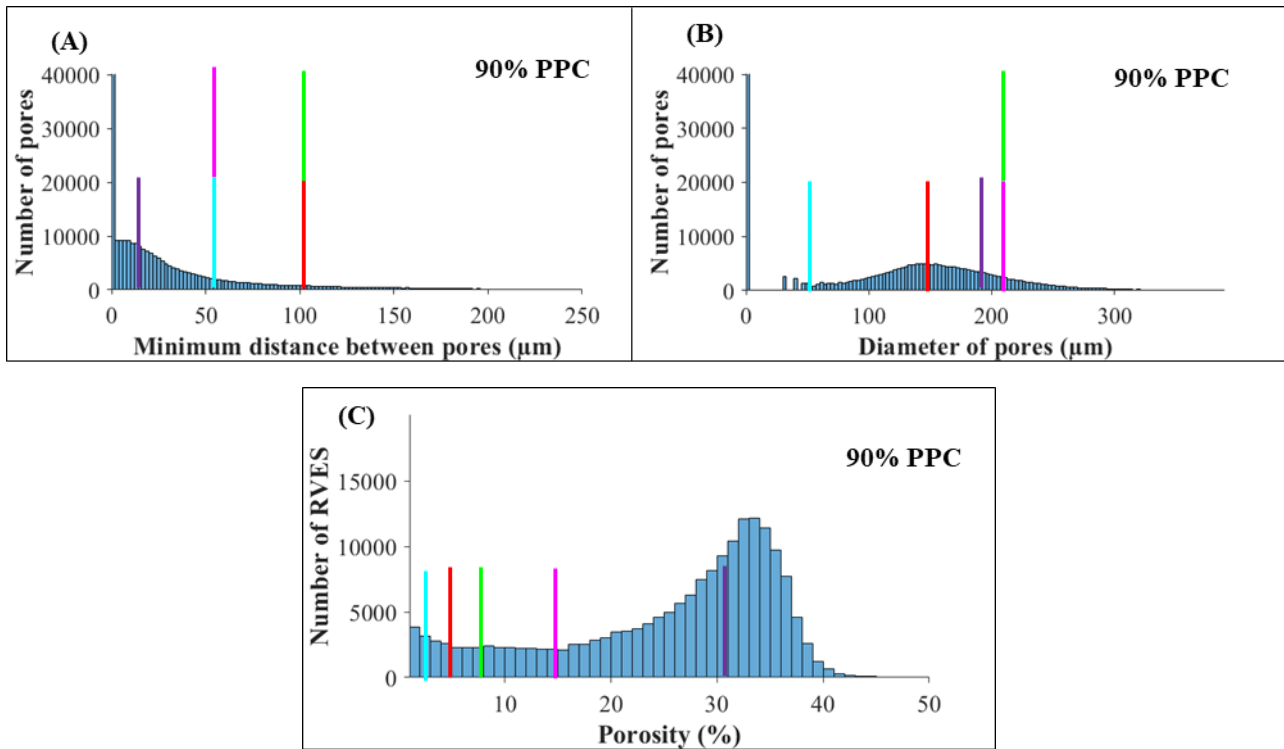 (A)
90% PPC
40000
30000
20000
10000
0
Number of pores
0 50 100 150 200 250
Minimum distance between pores (µm)
(B)
90% PPC
40000
30000
20000
10000
0
Number of pores
0 100 200 300
Diameter of pores (µm)
(C)
90% PPC
15000
10000
5000
0
Number of RVES
10 20 30 40 50
Porosity (%)